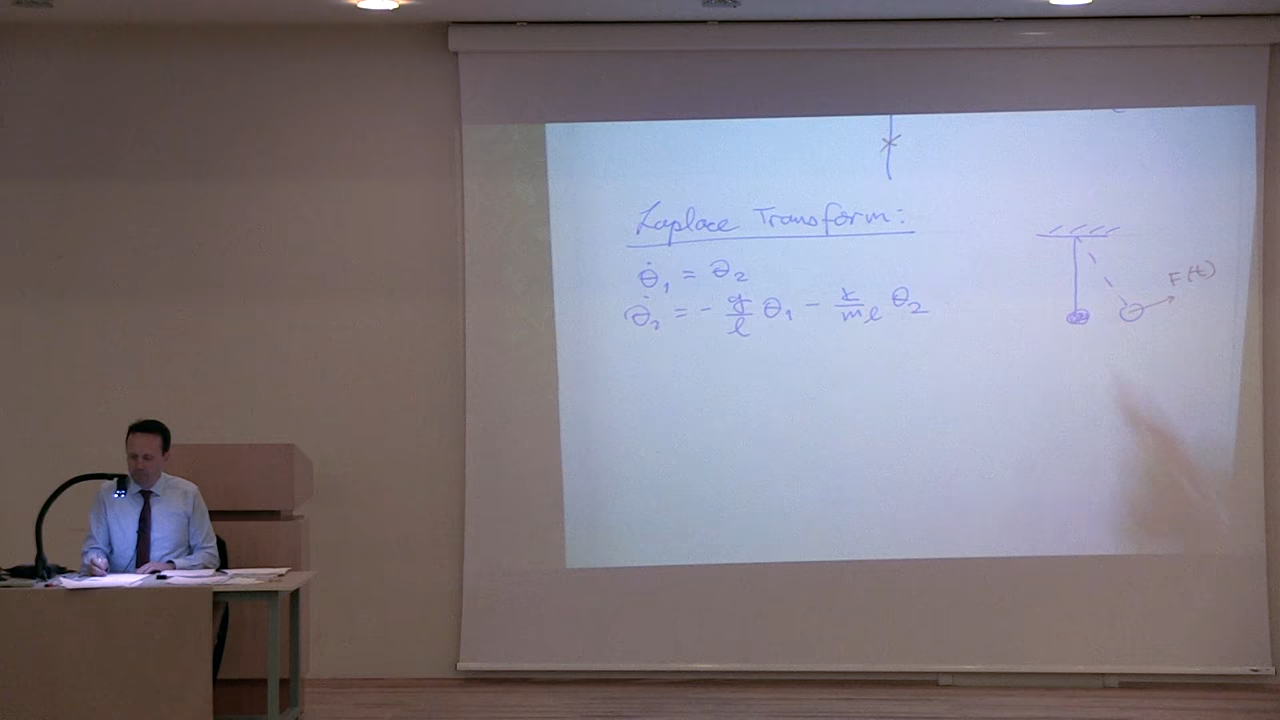 Laplace Transform:
θ̇₁ = θ₂
θ̇₂ = - g/l θ₁ - k/ml θ₂
F(t)